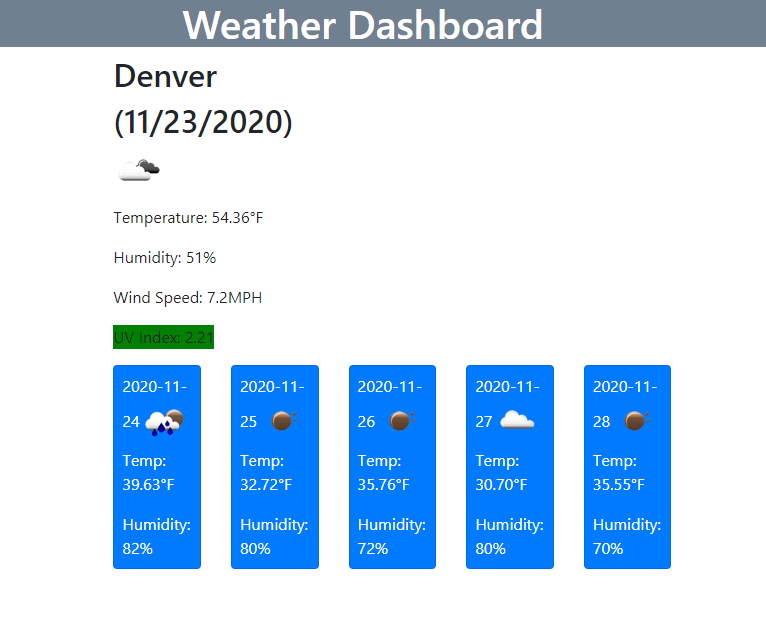 Weather Dashboard
Denver
(11/23/2020)
Temperature: 54.36°F
Humidity: 51%
Wind Speed: 7.2MPH
UV Index: 2.21
2020-11-
24
Temp:
39.63°F
Humidity:
82%
2020-11-
25
Temp:
32.72°F
Humidity:
80%
2020-11-
26
Temp:
35.76°F
Humidity:
72%
2020-11-
27
Temp:
30.70°F
Humidity:
80%
2020-11-
28
Temp:
35.55°F
Humidity:
70%